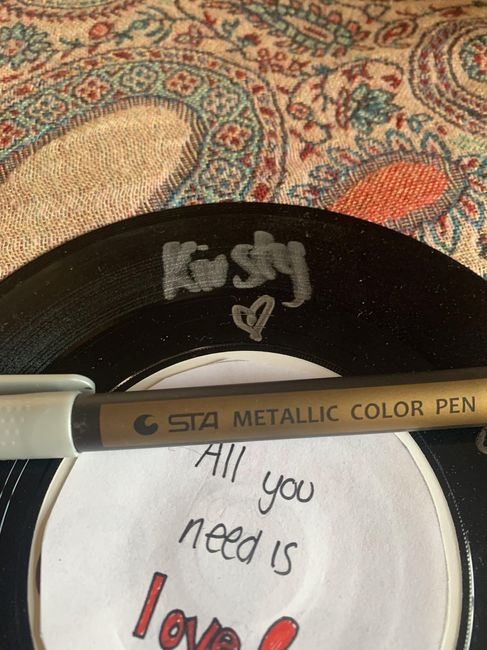 Kirsty
STA METALLIC COLOR PEN
All you
need is
love